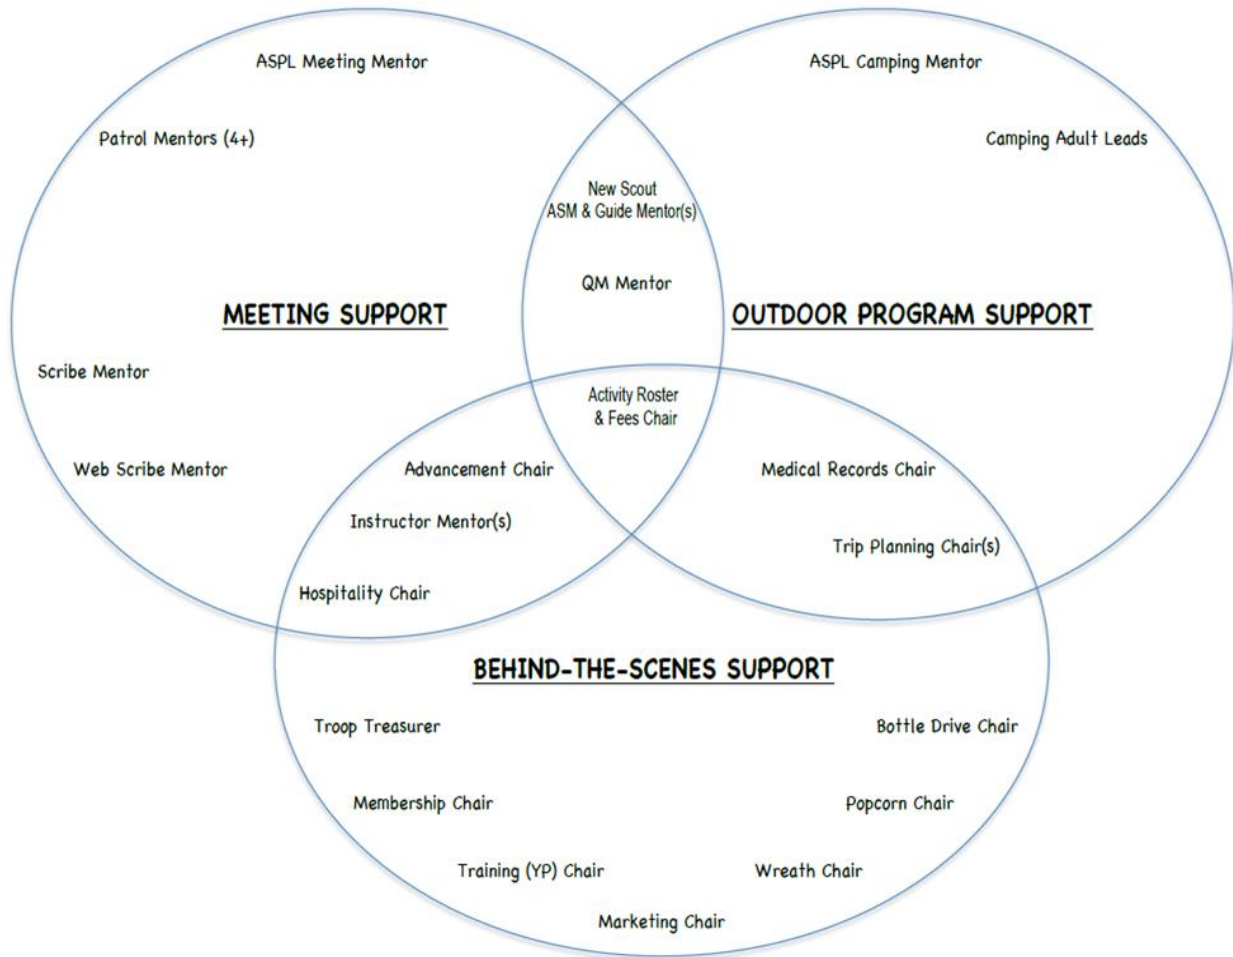 ASPL Meeting Mentor
ASPL Camping Mentor
Patrol Mentors (4+)
Camping Adult Leads
New Scout
ASM & Guide Mentor(s)
QM Mentor
MEETING SUPPORT
OUTDOOR PROGRAM SUPPORT
Scribe Mentor
Activity Roster
& Fees Chair
Web Scribe Mentor
Advancement Chair
Medical Records Chair
Instructor Mentor(s)
Trip Planning Chair(s)
Hospitality Chair
BEHIND-THE-SCENES SUPPORT
Troop Treasurer
Bottle Drive Chair
Membership Chair
Popcorn Chair
Training (YP) Chair
Wreath Chair
Marketing Chair